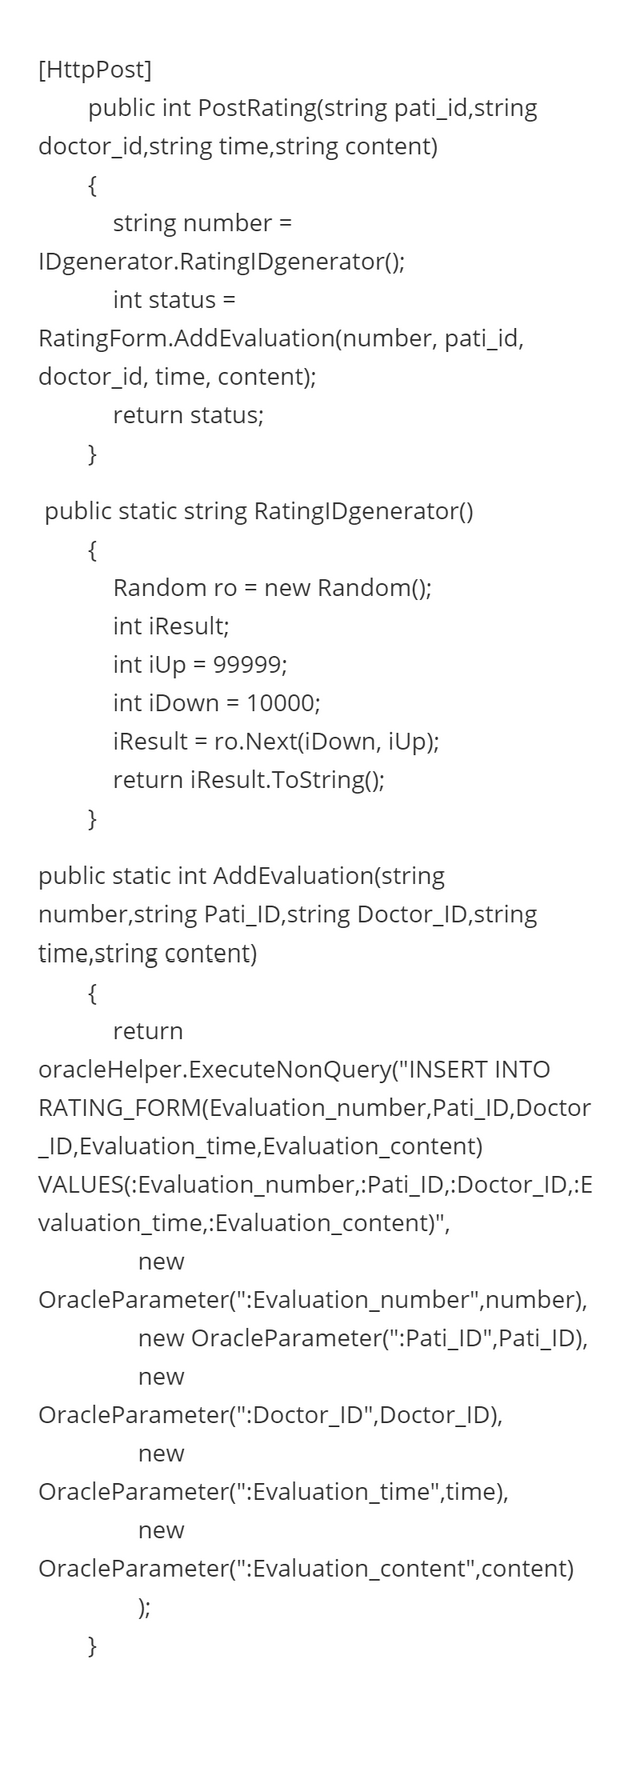 [HttpPost]
public int PostRating(string pati_id,string
doctor_id,string time,string content)
{
string number =
IDgenerator.RatingIDgenerator();
int status =
RatingForm.AddEvaluation(number, pati_id,
doctor_id, time, content);
return status;
}
public static string RatingIDgenerator()
{
Random ro = new Random();
int iResult;
int iUp = 99999;
int iDown = 10000;
iResult = ro.Next(iDown, iUp);
return iResult.ToString();
}
public static int AddEvaluation(string
number,string Pati_ID,string Doctor_ID,string
time,string content)
{
return
oracleHelper.ExecuteNonQuery("INSERT INTO
RATING_FORM(Evaluation_number,Pati_ID,Doctor
_ID,Evaluation_time,Evaluation_content)
VALUES(:Evaluation_number,:Pati_ID,:Doctor_ID,:E
valuation_time,:Evaluation_content)",
new
OracleParameter(":Evaluation_number",number),
new OracleParameter(":Pati_ID",Pati_ID),
new
OracleParameter(":Doctor_ID",Doctor_ID),
new
OracleParameter(":Evaluation_time",time),
new
OracleParameter(":Evaluation_content",content)
);
}